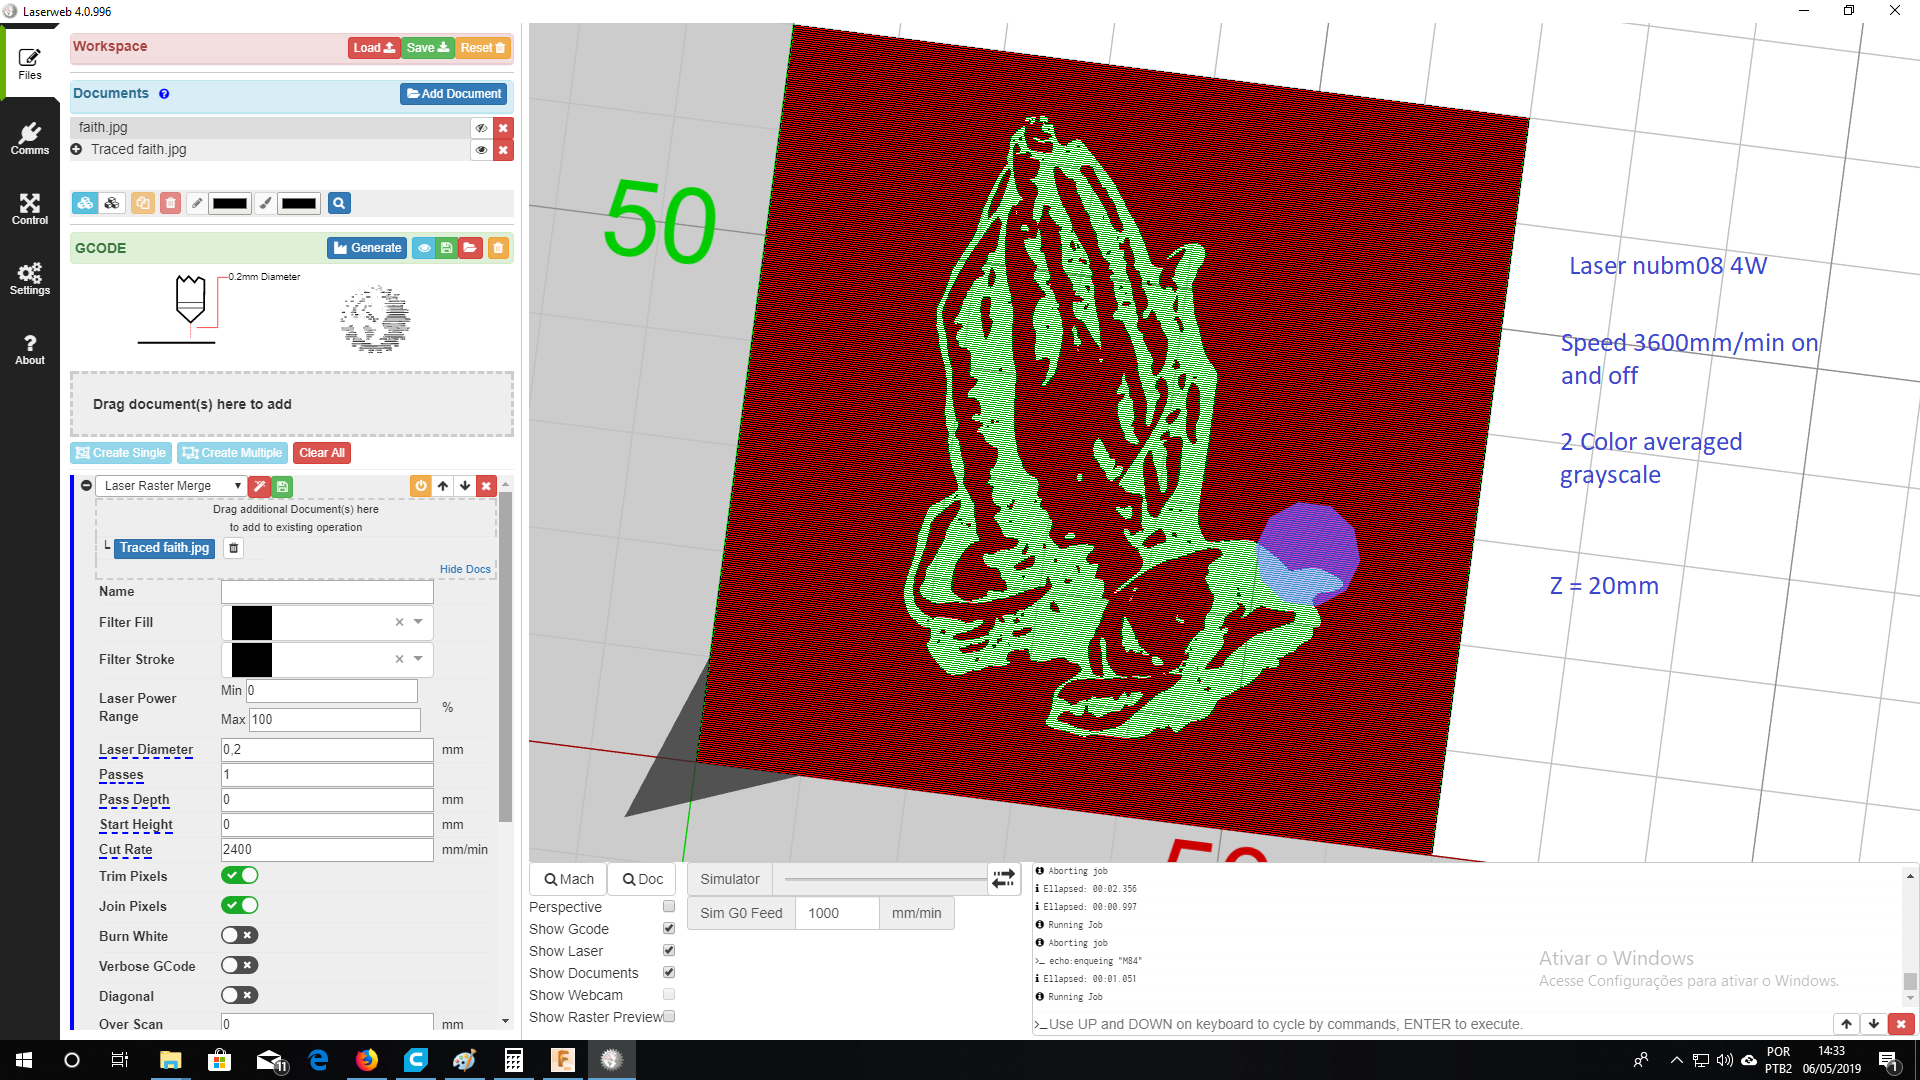 Laserweb 4.0.996
Files
Comms
Control
Settings
About
Workspace
Load
Save
Reset
Documents
Add Document
faith.jpg
Traced faith.jpg
GCODE
Generate
0.2mm Diameter
Drag document(s) here to add
Create Single
Create Multiple
Clear All
Laser Raster Merge
Drag additional Document(s) here
to add to existing operation
Traced faith.jpg
Hide Docs
Name
Filter Fill
Filter Stroke
Laser Power
Range
Min 0
Max 100
%
Laser Diameter 0,2 mm
Passes 1
Pass Depth 0 mm
Start Height 0 mm
Cut Rate 2400 mm/min
Trim Pixels
Join Pixels
Burn White
Verbose GCode
Diagonal
Over Scan 0 mm
50
50
Laser nubm08 4W
Speed 3600mm/min on
and off
2 Color averaged
grayscale
Z = 20mm
Mach
Doc
Simulator
Perspective
Show Gcode
Show Laser
Show Documents
Show Webcam
Show Raster Preview
Sim G0 Feed 1000 mm/min
Aborting job
Ellapsed: 00:02.356
Ellapsed: 00:00.997
Running Job
Aborting job
>_ echo:enqueing "M84"
Ellapsed: 00:01.051
Running Job
>_ Use UP and DOWN on keyboard to cycle by commands, ENTER to execute.
Ativar o Windows
Acesse Configurações para ativar o Windows.
11
POR
PTB2
14:33
06/05/2019
1